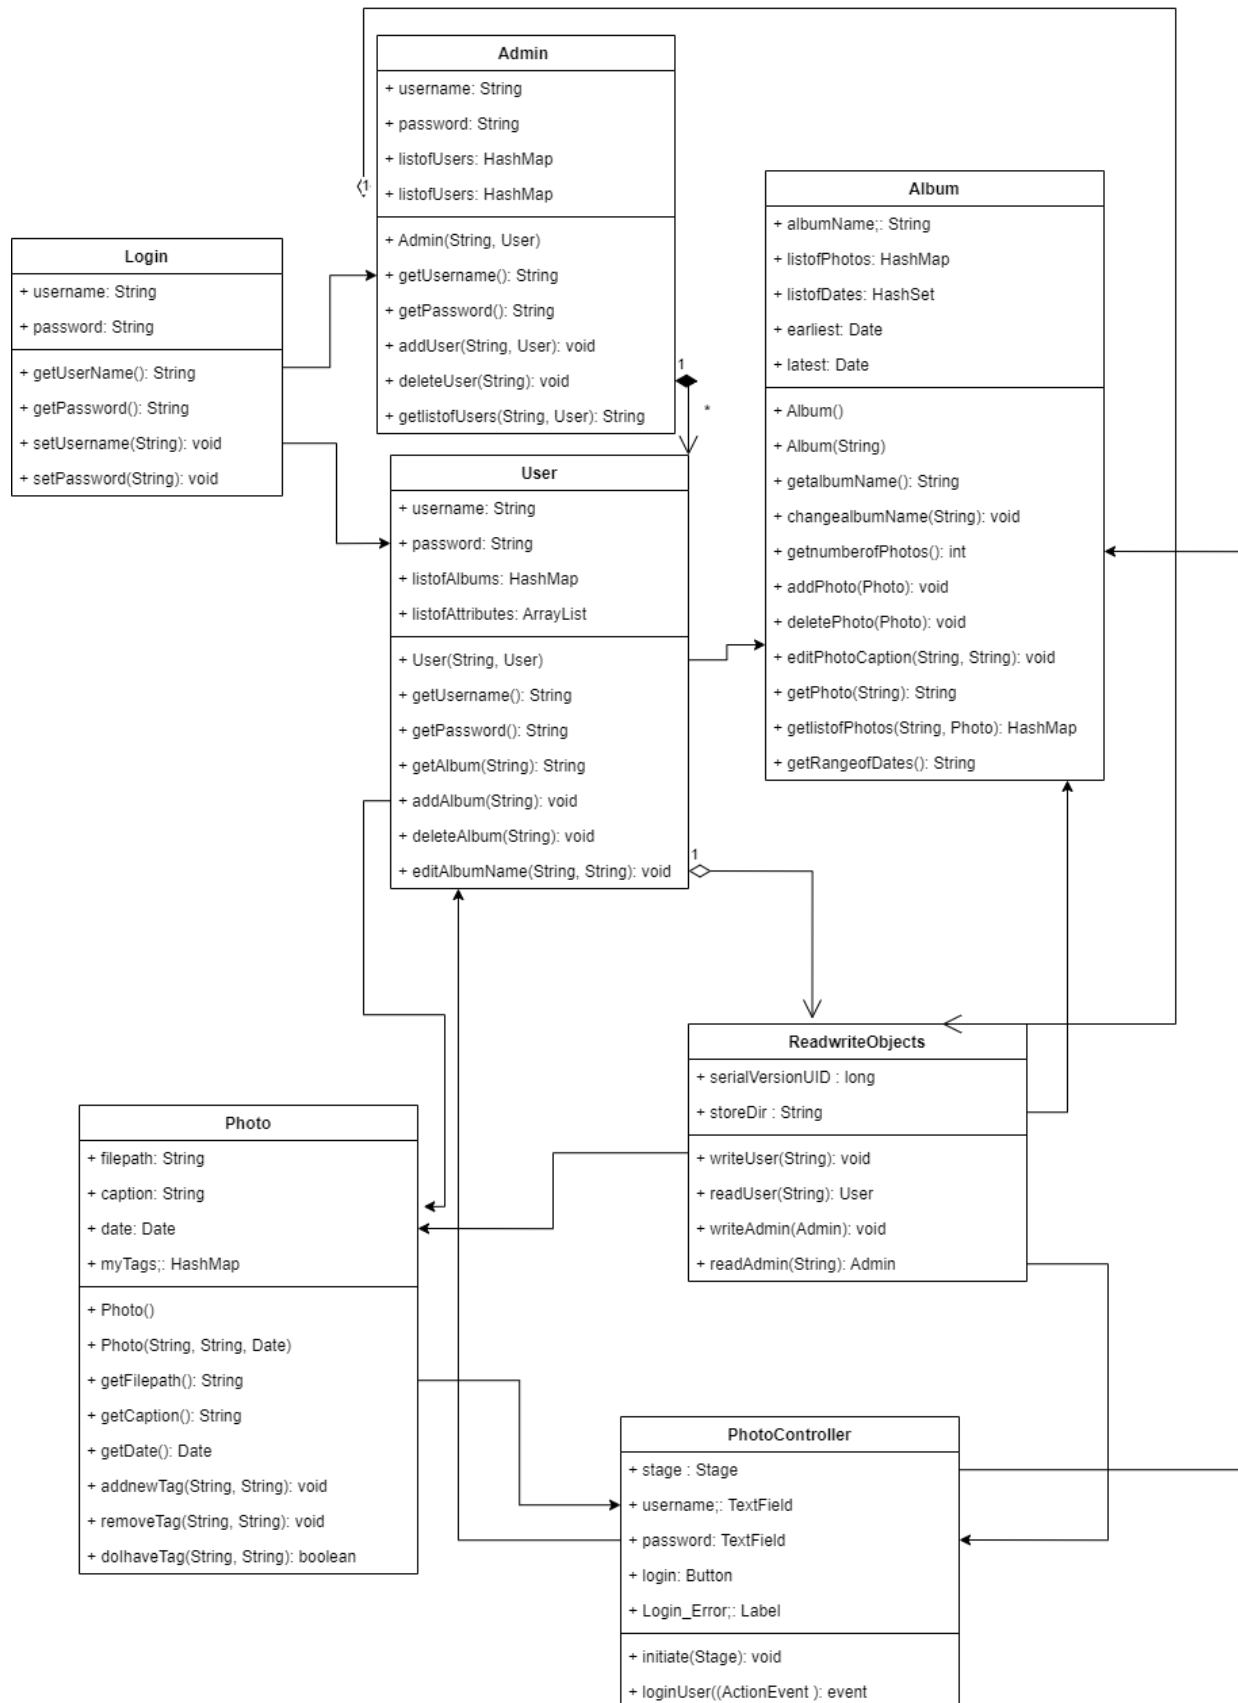 Admin
+ username: String
+ password: String
+ listofUsers: HashMap
+ listofUsers: HashMap
+ Admin(String, User)
+ getUsername(): String
+ getPassword(): String
+ addUser(String, User): void
+ deleteUser(String): void
+ getlistofUsers(String, User): String
1
1
*
Login
+ username: String
+ password: String
+ getUserName(): String
+ getPassword(): String
+ setUsername(String): void
+ setPassword(String): void
Album
+ albumName;: String
+ listofPhotos: HashMap
+ listofDates: HashSet
+ earliest: Date
+ latest: Date
+ Album()
+ Album(String)
+ getalbumName(): String
+ changealbumName(String): void
+ getnumberofPhotos(): int
+ addPhoto(Photo): void
+ deletePhoto(Photo): void
+ editPhotoCaption(String, String): void
+ getPhoto(String): String
+ getlistofPhotos(String, Photo): HashMap
+ getRangeofDates(): String
User
+ username: String
+ password: String
+ listofAlbums: HashMap
+ listofAttributes: ArrayList
+ User(String, User)
+ getUsername(): String
+ getPassword(): String
+ getAlbum(String): String
+ addAlbum(String): void
+ deleteAlbum(String): void
+ editAlbumName(String, String): void
1
ReadwriteObjects
+ serialVersionUID : long
+ storeDir : String
+ writeUser(String): void
+ readUser(String): User
+ writeAdmin(Admin): void
+ readAdmin(String): Admin
Photo
+ filepath: String
+ caption: String
+ date: Date
+ myTags;: HashMap
+ Photo()
+ Photo(String, String, Date)
+ getFilepath(): String
+ getCaption(): String
+ getDate(): Date
+ addnewTag(String, String): void
+ removeTag(String, String): void
+ doIhaveTag(String, String): boolean
PhotoController
+ stage : Stage
+ username;: TextField
+ password: TextField
+ login: Button
+ Login_Error;: Label
+ initiate(Stage): void
+ loginUser((ActionEvent ): event